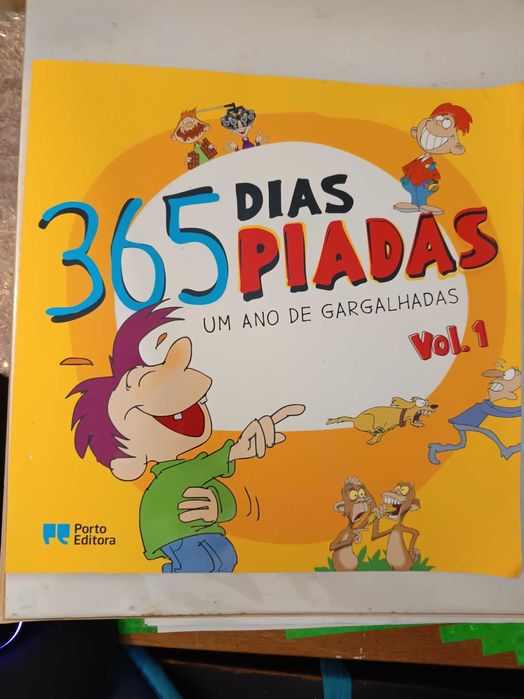 365 DIAS
PIADAS
UM ANO DE GARGALHADAS
Vol. 1
Porto
Editora